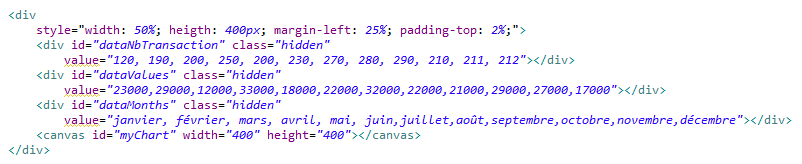 <div
style="width: 50%; heigth: 400px; margin-left: 25%; padding-top: 2%;">
<div id="dataNbTransaction" class="hidden"
value="120, 190, 200, 250, 200, 230, 270, 280, 290, 210, 211, 212"></div>
<div id="dataValues" class="hidden"
value="23000,29000,12000,33000,18000,22000,32000,22000,21000,29000,27000,17000"></div>
<div id="dataMonths" class="hidden"
value="janvier, février, mars, avril, mai, juin,juillet,août,septembre,octobre,novembre,décembre"></div>
<canvas id="myChart" width="400" height="400"></canvas>
</div>